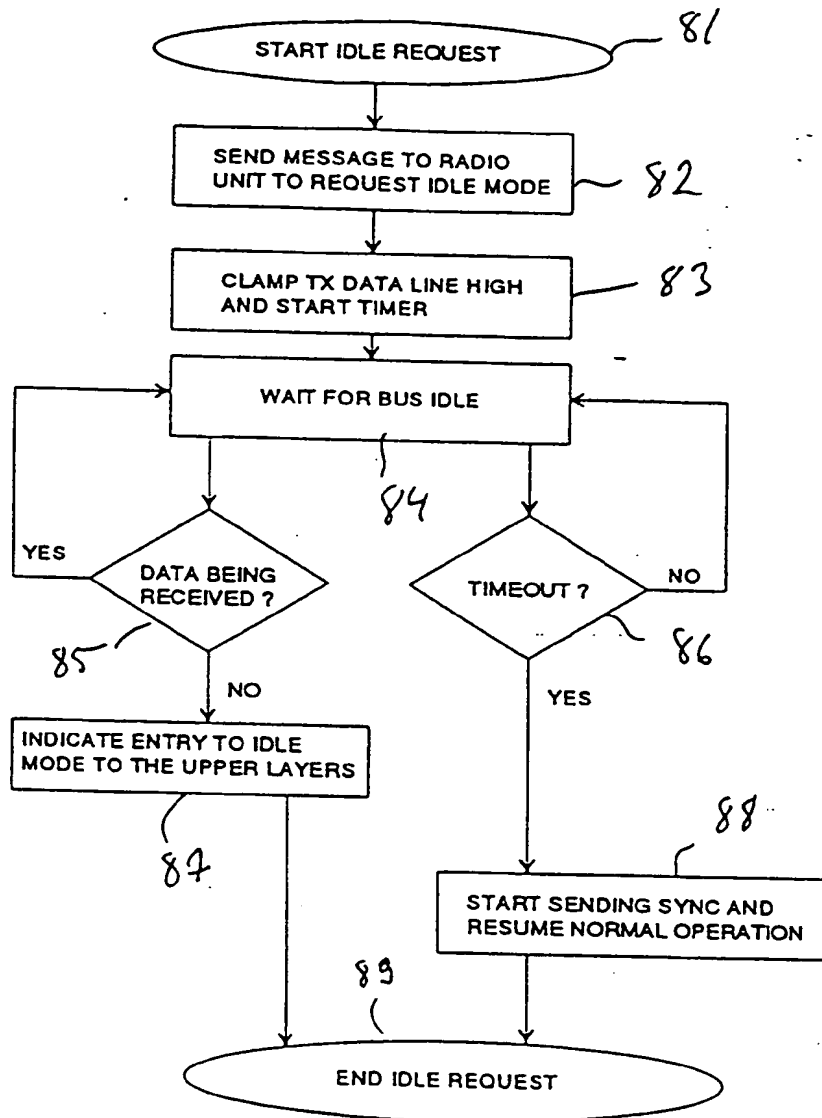 START IDLE REQUEST
81
SEND MESSAGE TO RADIO
UNIT TO REQUEST IDLE MODE
82
CLAMP TX DATA LINE HIGH
AND START TIMER
83
WAIT FOR BUS IDLE
84
YES
DATA BEING
RECEIVED ?
85
NO
TIMEOUT ?
NO
86
YES
INDICATE ENTRY TO IDLE
MODE TO THE UPPER LAYERS
87
88
START SENDING SYNC AND
RESUME NORMAL OPERATION
89
END IDLE REQUEST